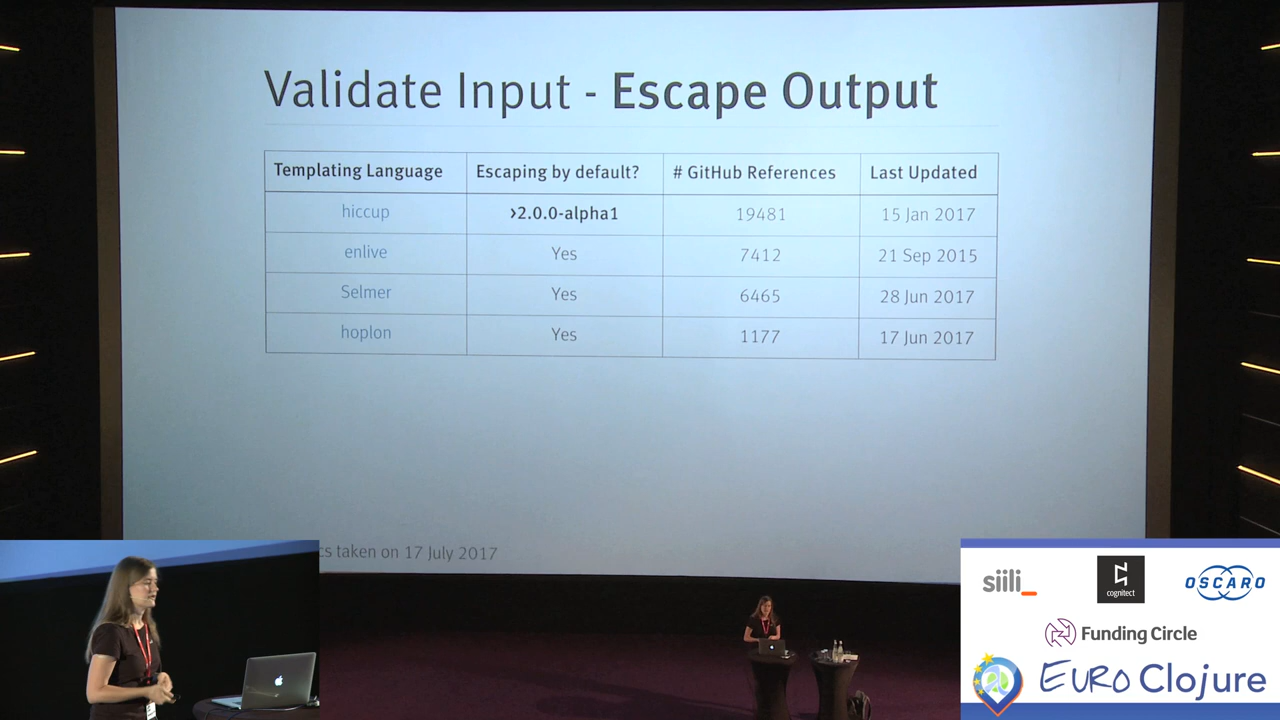 Validate Input - Escape Output
Templating Language Escaping by default? # GitHub References Last Updated
hiccup >2.0.0-alpha1 19481 15 Jan 2017
enlive Yes 7412 21 Sep 2015
Selmer Yes 6465 28 Jun 2017
hoplon Yes 1177 17 Jun 2017
taken on 17 July 2017
siili_
cognitect
OSCARO
Funding Circle
EURO Clojure